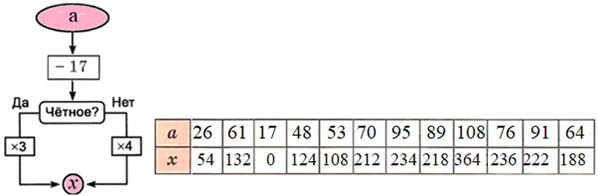 a
– 17
Да
Чётное?
Нет
×3
×4
x
a 26 61 17 48 53 70 95 89 108 76 91 64
x 54 132 0 124 108 212 234 218 364 236 222 188